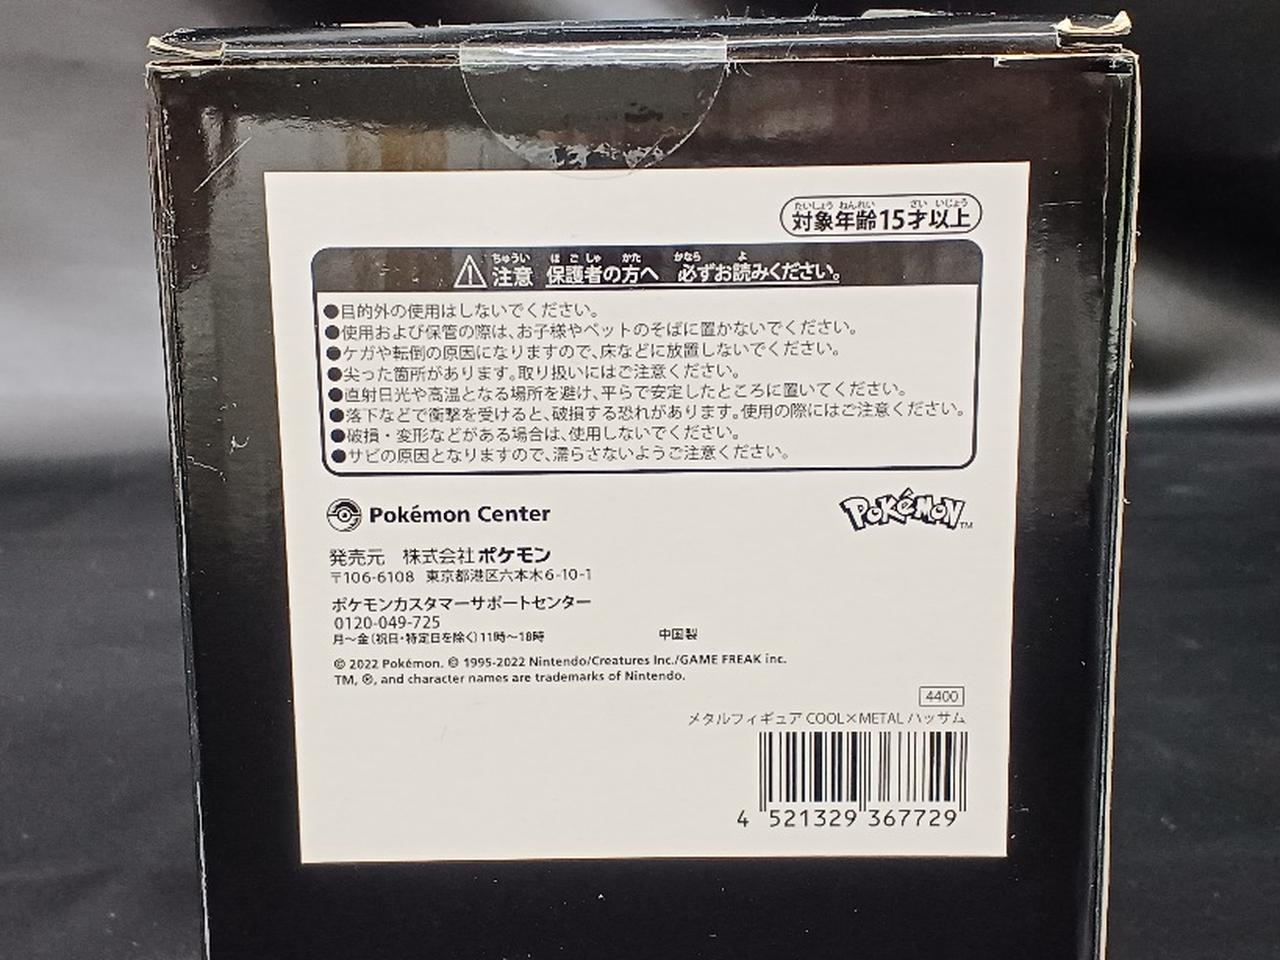 対象年齢15才以上
たいしょう ねんれい さい いじょう
⚠注意 保護者の方へ 必ずお読みください。
ちゅうい ほごしゃ かた かなら よ
●目的外の使用はしないでください。
●使用および保管の際は、お子様やペットのそばに置かないでください。
●ケガや転倒の原因になりますので、床などに放置しないでください。
●尖った箇所があります。取り扱いにはご注意ください。
●直射日光や高温となる場所を避け、平らで安定したところに置いてください。
●落下などで衝撃を受けると、破損する恐れがあります。使用の際にはご注意ください。
●破損・変形などがある場合は、使用しないでください。
●サビの原因となりますので、濡らさないようご注意ください。
Pokémon Center
POKéMON TM
発売元 株式会社ポケモン
〒106-6108 東京都港区六本木6-10-1
ポケモンカスタマーサポートセンター
0120-049-725
月〜金(祝日・特定日を除く)11時〜18時 中国製
© 2022 Pokémon. © 1995-2022 Nintendo/Creatures Inc./GAME FREAK inc.
TM, ®, and character names are trademarks of Nintendo.
4400
メタルフィギュア COOL×METAL ハッサム
4 521329 367729